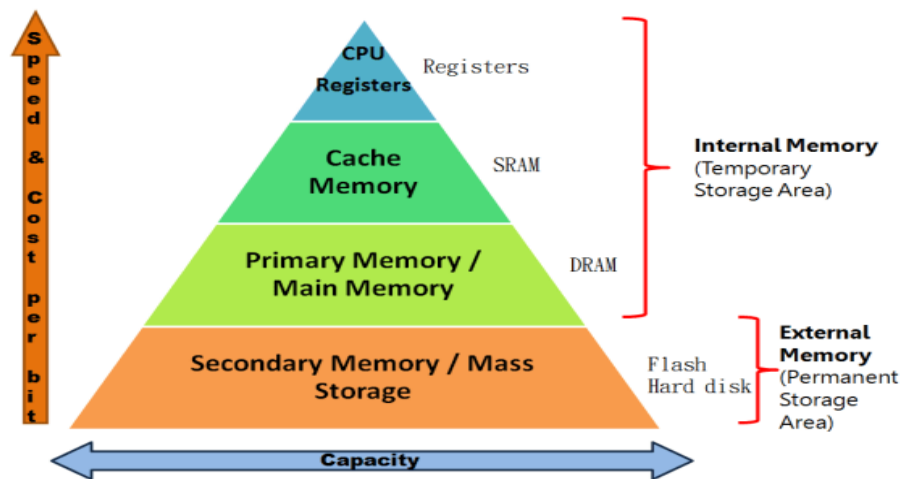 Speed & Cost per bit
CPU
Registers
Registers
Cache
Memory
SRAM
Primary Memory /
Main Memory
DRAM
Secondary Memory / Mass
Storage
Flash
Hard disk
Internal Memory
(Temporary
Storage Area)
External
Memory
(Permanent
Storage
Area)
Capacity